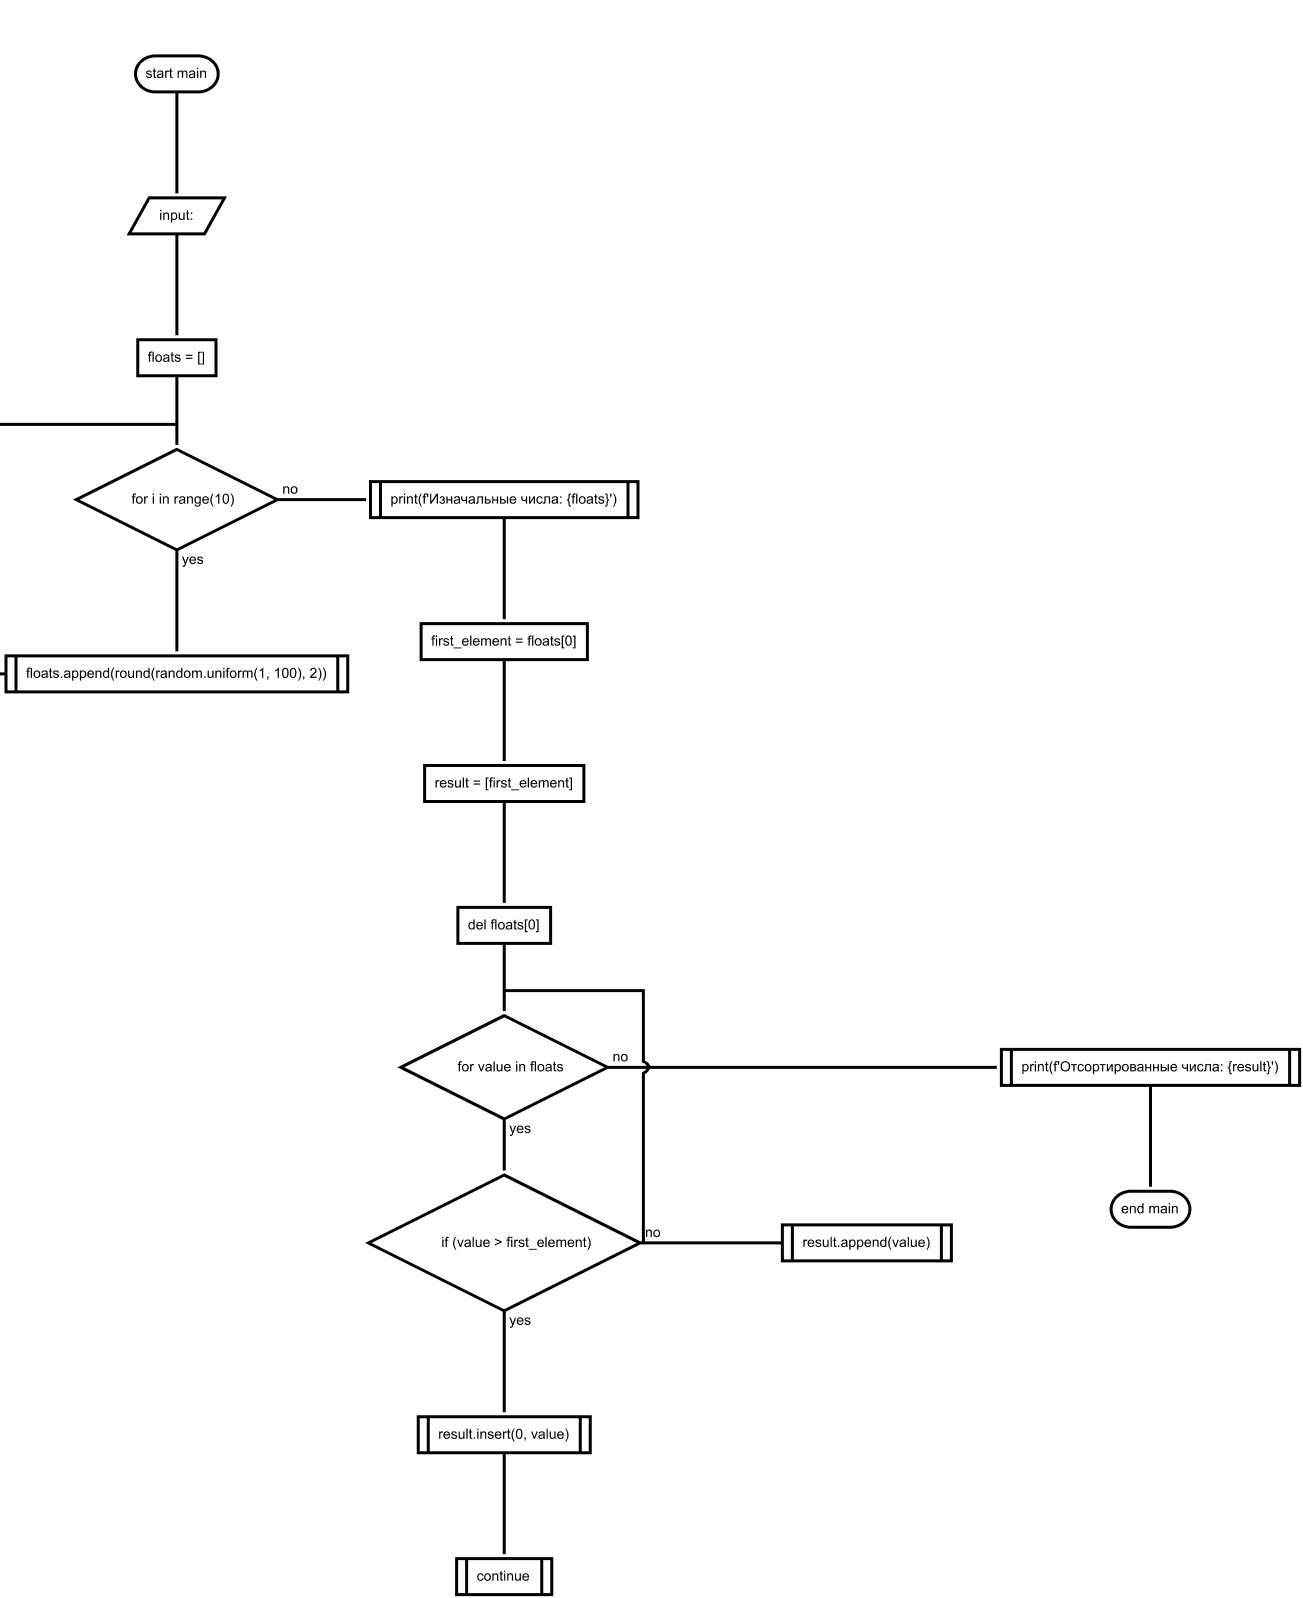 start main
input:
floats = []
for i in range(10)
no
yes
floats.append(round(random.uniform(1, 100), 2))
print(f'Изначальные числа: {floats}')
first_element = floats[0]
result = [first_element]
del floats[0]
for value in floats
no
yes
if (value > first_element)
no
yes
result.append(value)
result.insert(0, value)
continue
print(f'Отсортированные числа: {result}')
end main